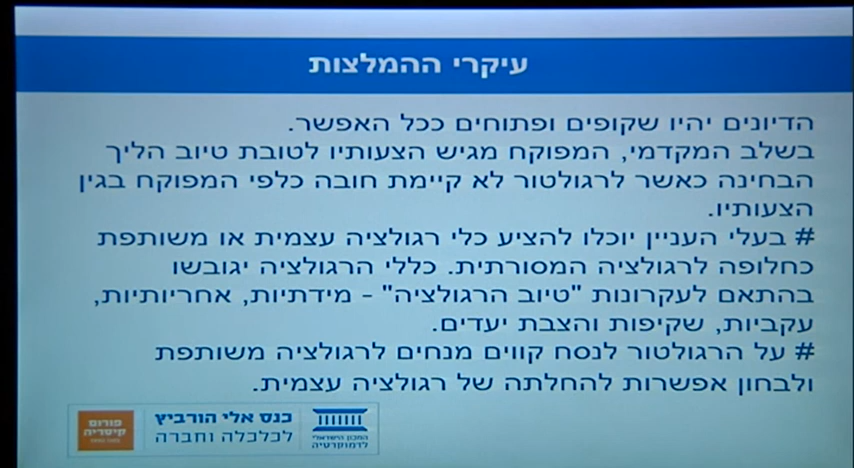 עיקרי ההמלצות
הדיונים יהיו שקופים ופתוחים ככל האפשר.
בשלב המקדמי, המפוקח מגיש הצעותיו לטובת טיוב הליך
הבחינה כאשר לרגולטור לא קיימת חובה כלפי המפוקח בגין
הצעותיו.
# בעלי העניין יוכלו להציע כלי רגולציה עצמית או משותפת
כחלופה לרגולציה המסורתית. כללי הרגולציה יגובשו
בהתאם לעקרונות "טיוב הרגולציה" – מידתיות, אחריותיות,
עקביות, שקיפות והצבת יעדים.
# על הרגולטור לנסח קווים מנחים לרגולציה משותפת
ולבחון אפשרות להחלתה של רגולציה עצמית.
המכון הישראלי
לדמוקרטיה
כנס אלי הורביץ
לכלכלה וחברה
פורום
קיסריה